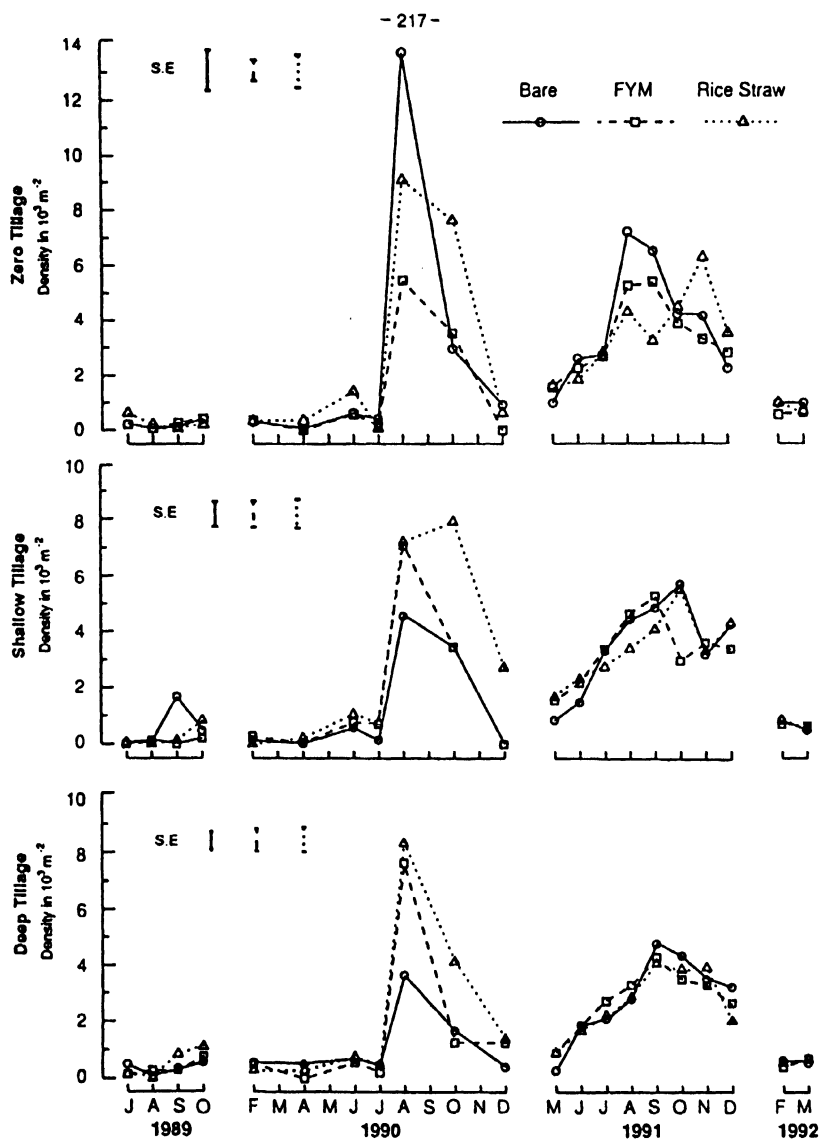 - 217 -
14
12
10
8
6
4
2
0
S.E
Bare FYM Rice Straw
Zero Tillage
Density in 10³ m⁻²
10
8
6
4
2
0
S.E
Shallow Tillage
Density in 10³ m⁻²
10
8
6
4
2
0
S.E
Deep Tillage
Density in 10³ m⁻²
J A S O F M A M J J A S O N D M J J A S O N D F M
1989 1990 1991 1992